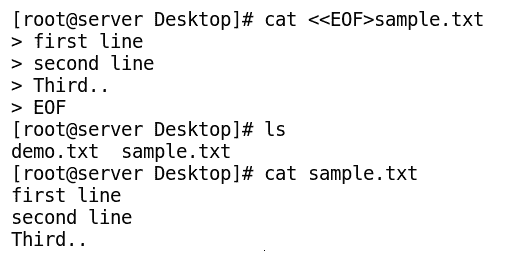 [root@server Desktop]# cat <<EOF>sample.txt
> first line
> second line
> Third..
> EOF
[root@server Desktop]# ls
demo.txt  sample.txt
[root@server Desktop]# cat sample.txt
first line
second line
Third..